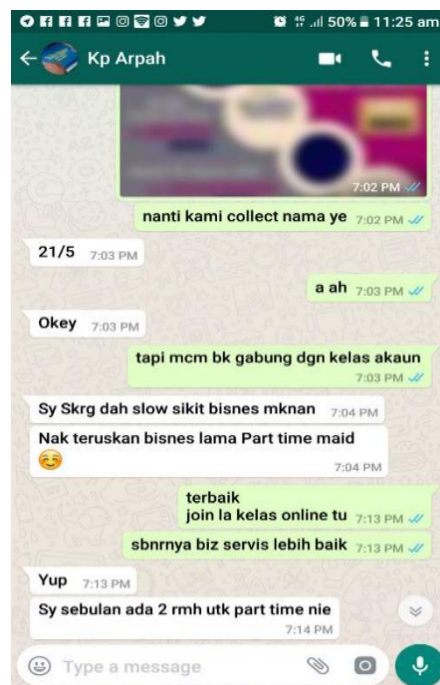 50% 11:25 am
Kp Arpah
7:02 PM
nanti kami collect nama ye 7:02 PM
21/5 7:03 PM
a ah 7:03 PM
Okey 7:03 PM
tapi mcm bk gabung dgn kelas akaun
7:03 PM
Sy Skrg dah slow sikit bisnes mknan 7:04 PM
Nak teruskan bisnes lama Part time maid
7:04 PM
terbaik
join la kelas online tu 7:13 PM
sbnrnya biz servis lebih baik 7:13 PM
Yup 7:13 PM
Sy sebulan ada 2 rmh utk part time nie
7:14 PM
Type a message